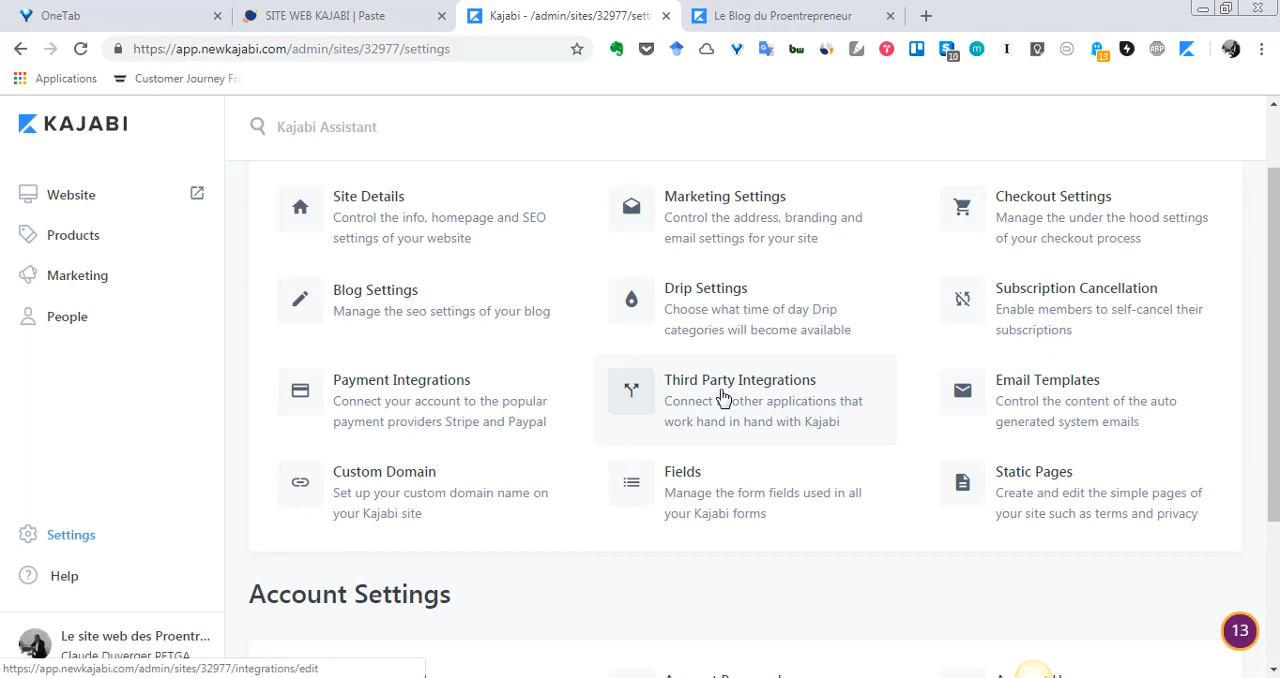 OneTab
SITE WEB KAJABI | Paste
Kajabi - /admin/sites/32977/sett
Le Blog du Proentrepreneur
https://app.newkajabi.com/admin/sites/32977/settings
10
13
ABP
Applications
Customer Journey Fr
KAJABI
Kajabi Assistant
Website
Products
Marketing
People
Settings
Help
Le site web des Proentr...
Claude Duverger PETGA
Site Details
Control the info, homepage and SEO
settings of your website
Marketing Settings
Control the address, branding and
email settings for your site
Checkout Settings
Manage the under the hood settings
of your checkout process
Blog Settings
Manage the seo settings of your blog
Drip Settings
Choose what time of day Drip
categories will become available
Subscription Cancellation
Enable members to self-cancel their
subscriptions
Payment Integrations
Connect your account to the popular
payment providers Stripe and Paypal
Third Party Integrations
Connect other applications that
work hand in hand with Kajabi
Email Templates
Control the content of the auto
generated system emails
Custom Domain
Set up your custom domain name on
your Kajabi site
Fields
Manage the form fields used in all
your Kajabi forms
Static Pages
Create and edit the simple pages of
your site such as terms and privacy
Account Settings
13
https://app.newkajabi.com/admin/sites/32977/integrations/edit